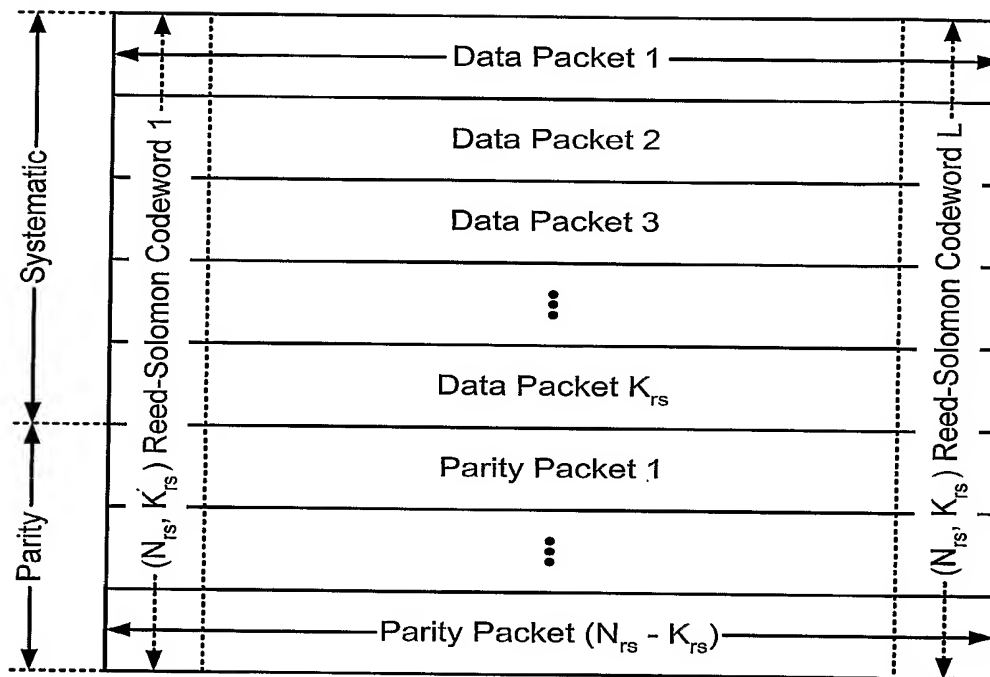 Data Packet 1
Data Packet 2
Data Packet 3
Data Packet K_rs
Parity Packet 1
Parity Packet (N_rs - K_rs)
Systematic
Parity
(N_rs, K_rs) Reed-Solomon Codeword 1
(N_rs, K_rs) Reed-Solomon Codeword L